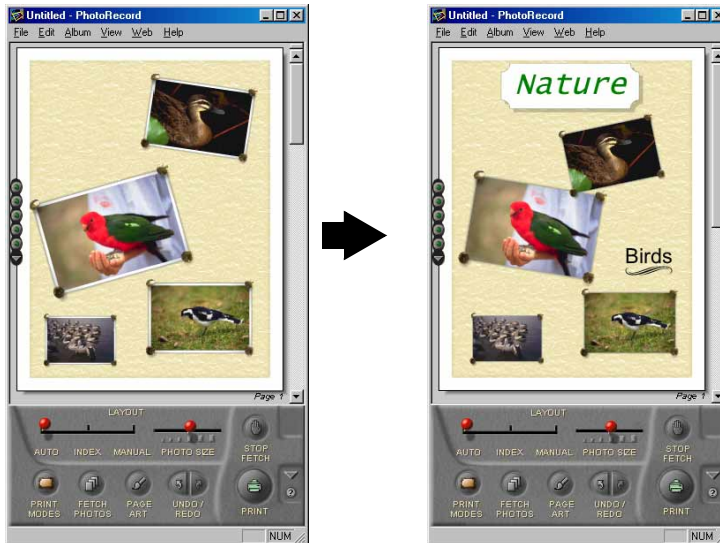 Untitled - PhotoRecord
File Edit Album View Web Help
Page 1
LAYOUT
AUTO INDEX MANUAL PHOTO SIZE
STOP FETCH
PRINT MODES
FETCH PHOTOS
PAGE ART
UNDO / REDO
PRINT
NUM
Untitled - PhotoRecord
File Edit Album View Web Help
Nature
Birds
Page 1
LAYOUT
AUTO INDEX MANUAL PHOTO SIZE
STOP FETCH
PRINT MODES
FETCH PHOTOS
PAGE ART
UNDO / REDO
PRINT
NUM